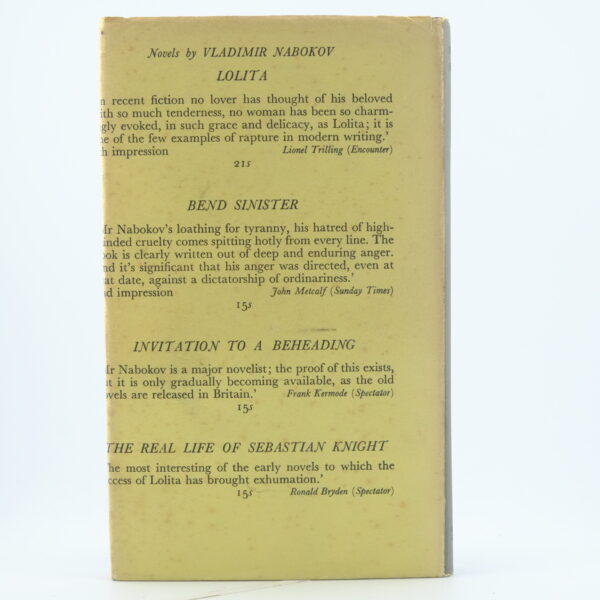 Novels by VLADIMIR NABOKOV
LOLITA
n recent fiction no lover has thought of his beloved
ith so much tenderness, no woman has been so charm-
gly evoked, in such grace and delicacy, as Lolita; it is
ne of the few examples of rapture in modern writing.'
h impression Lionel Trilling (Encounter)
21s
BEND SINISTER
Mr Nabokov's loathing for tyranny, his hatred of high-
inded cruelty comes spitting hotly from every line. The
ok is clearly written out of deep and enduring anger.
nd it's significant that his anger was directed, even at
at date, against a dictatorship of ordinariness.'
d impression John Metcalf (Sunday Times)
15s
INVITATION TO A BEHEADING
Mr Nabokov is a major novelist; the proof of this exists,
ut it is only gradually becoming available, as the old
ovels are released in Britain.' Frank Kermode (Spectator)
15s
THE REAL LIFE OF SEBASTIAN KNIGHT
he most interesting of the early novels to which the
ccess of Lolita has brought exhumation.'
15s Ronald Bryden (Spectator)